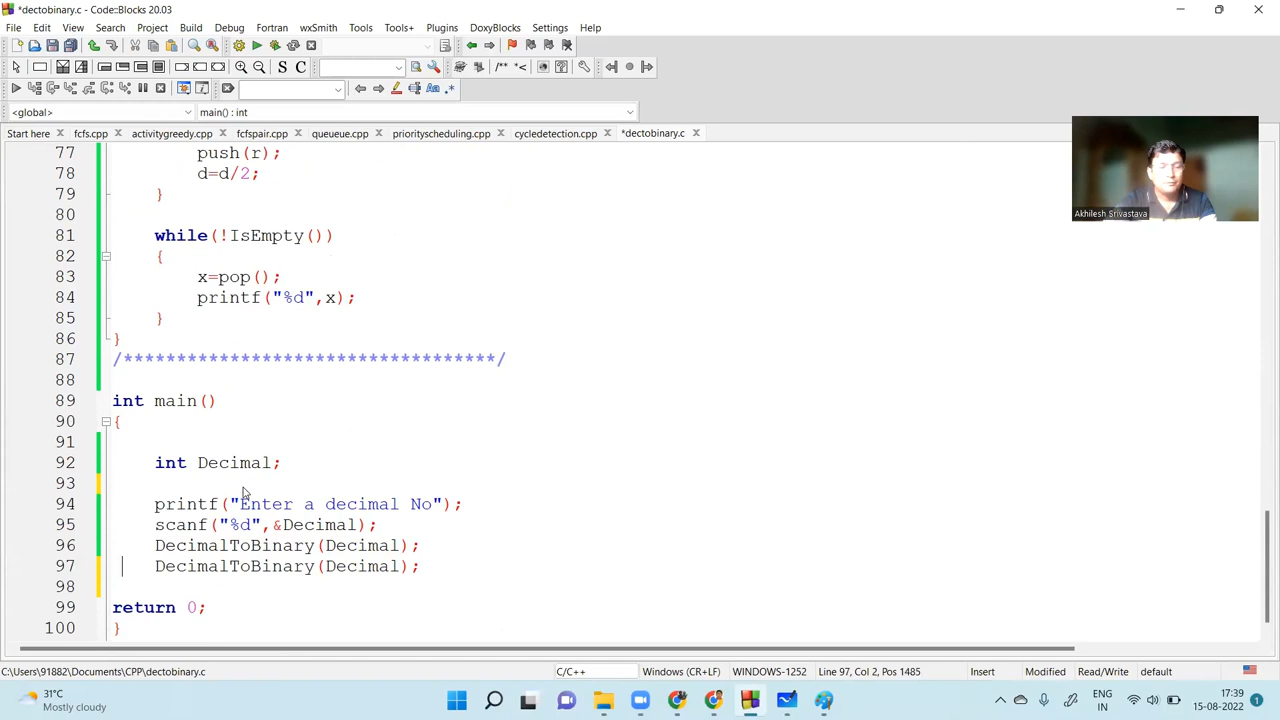 *dectobinary.c - Code::Blocks 20.03
File Edit View Search Project Build Debug Fortran wxSmith Tools Tools+ Plugins DoxyBlocks Settings Help
S C
/** *<
Aa .*
<global> main() : int
Start here fcfs.cpp activitygreedy.cpp fcfspair.cpp queueue.cpp priorityscheduling.cpp cycledetection.cpp *dectobinary.c
77 push(r);
78 d=d/2;
79 }
80
81 while(!IsEmpty())
82 {
83 x=pop();
84 printf("%d",x);
85 }
86 }
87 /***********************************/
88
89 int main()
90 {
91
92 int Decimal;
93
94 printf("Enter a decimal No");
95 scanf("%d",&Decimal);
96 DecimalToBinary(Decimal);
97 DecimalToBinary(Decimal);
98
99 return 0;
100 }
Akhilesh Srivastava
C:\Users\91882\Documents\CPP\dectobinary.c C/C++ Windows (CR+LF) WINDOWS-1252 Line 97, Col 2, Pos 1485 Insert Modified Read/Write default
31°C
Mostly cloudy
ENG
IN
17:39
15-08-2022
1